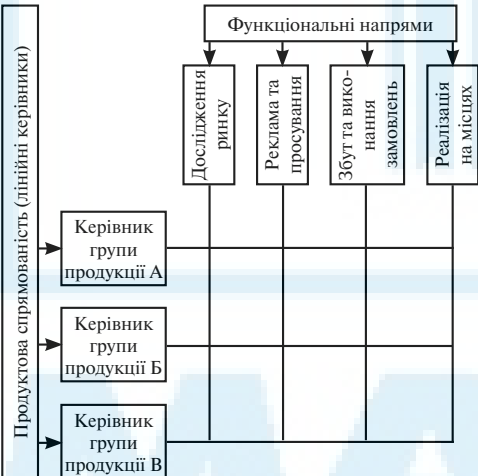 Функціональні напрями
Дослідження
ринку
Реклама та
просування
Збут та вико-
нання
замовлень
Реалізація
на місцях
Продуктова спрямованість (лінійні керівники)
Керівник
групи
продукції А
Керівник
групи
продукції Б
Керівник
групи
продукції В